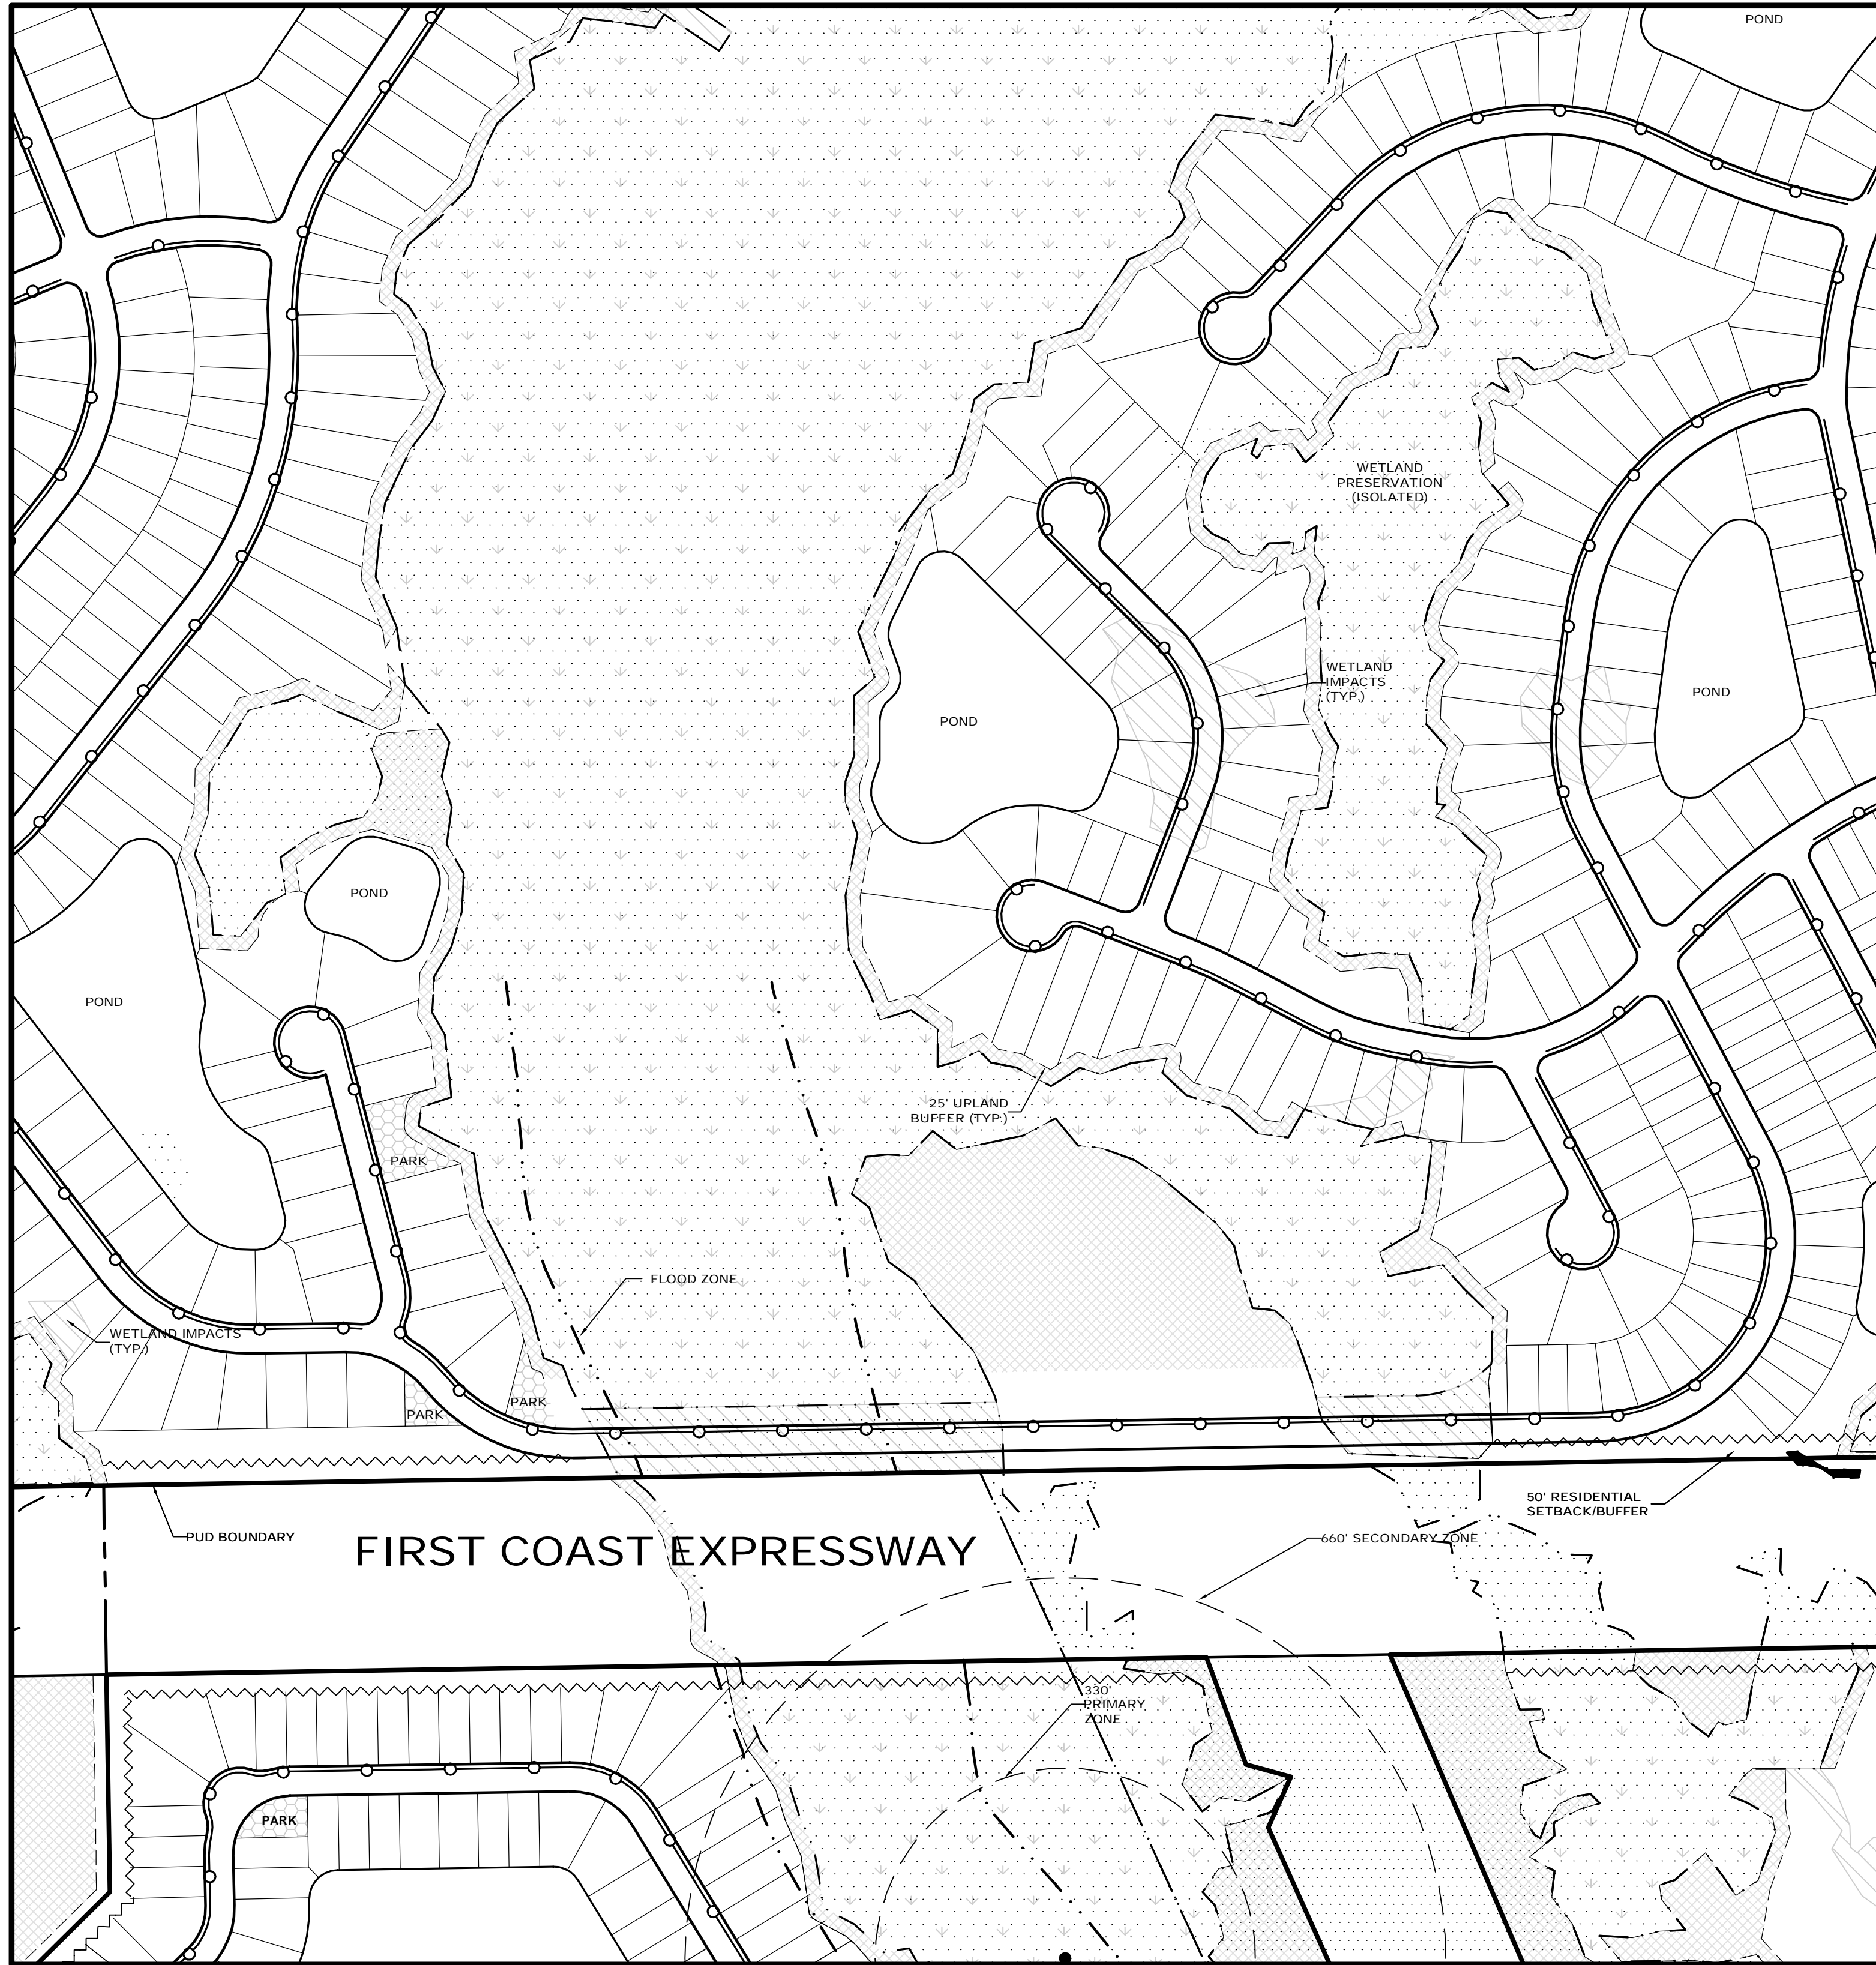 POND
WETLAND
PRESERVATION
(ISOLATED)
WETLAND
IMPACTS
(TYP.)
POND
POND
POND
POND
25' UPLAND
BUFFER (TYP.)
PARK
FLOOD ZONE
WETLAND IMPACTS
(TYP.)
PARK
PARK
50' RESIDENTIAL
SETBACK/BUFFER
PUD BOUNDARY
FIRST COAST EXPRESSWAY
660' SECONDARY ZONE
330'
PRIMARY
ZONE
PARK